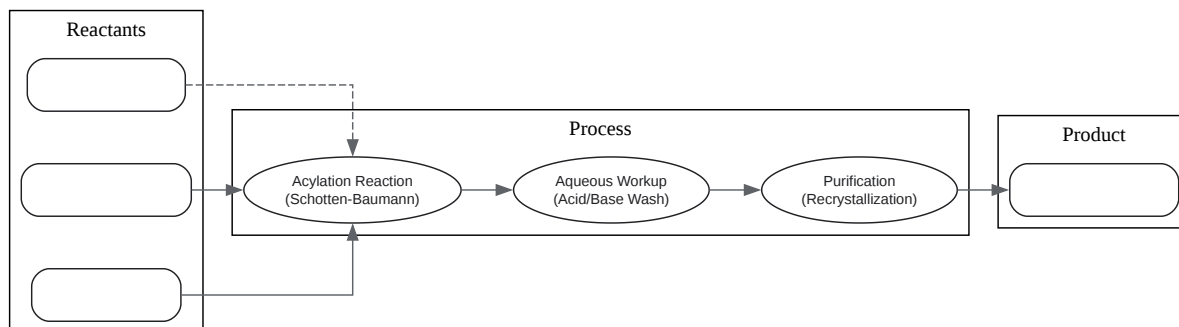 Reactants
Process
Product
Acylation Reaction
(Schotten-Baumann)
Aqueous Workup
(Acid/Base Wash)
Purification
(Recrystallization)